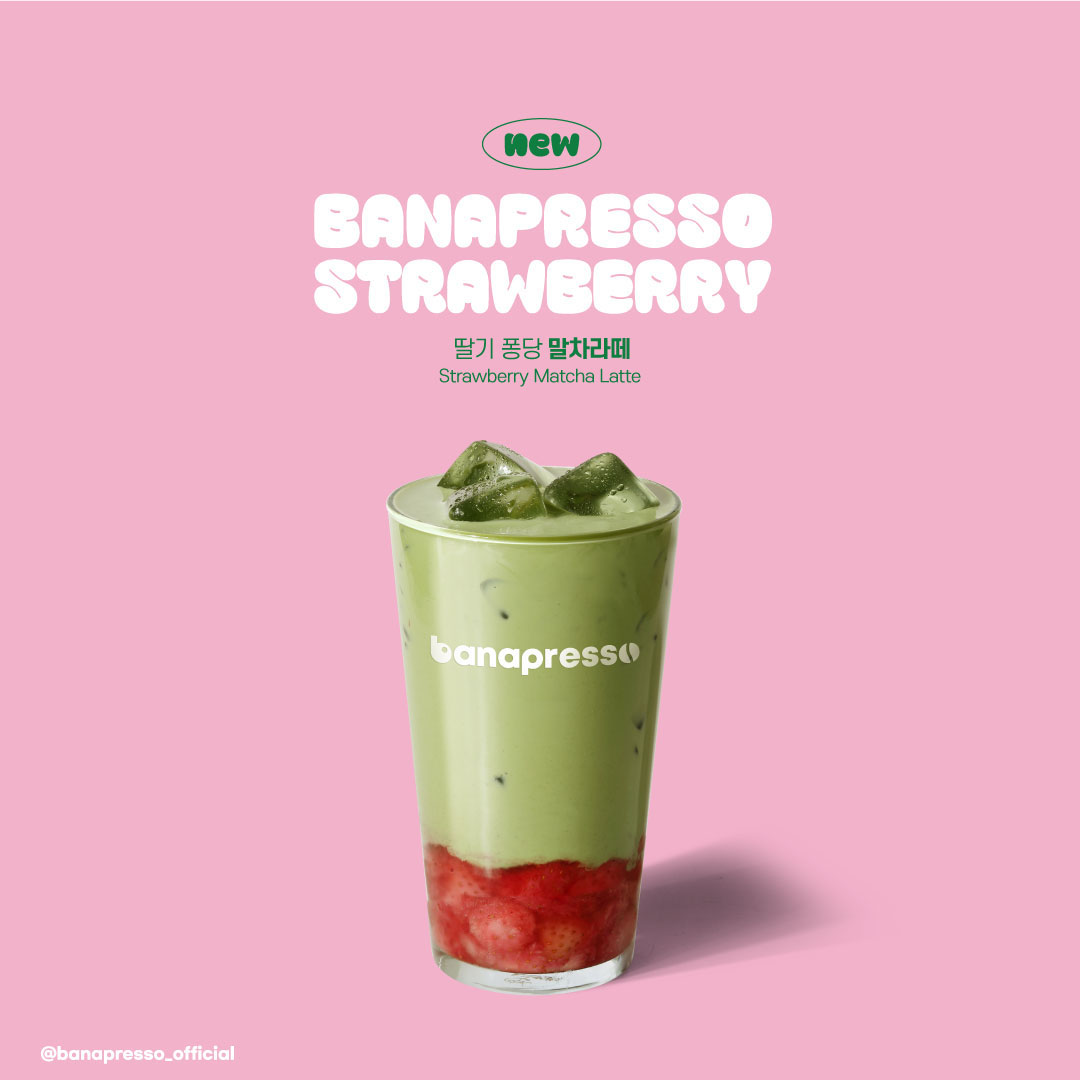 new
BANAPRESSO
STRAWBERRY
딸기 퐁당 말차라떼
Strawberry Matcha Latte
banapresso
@banapresso_official